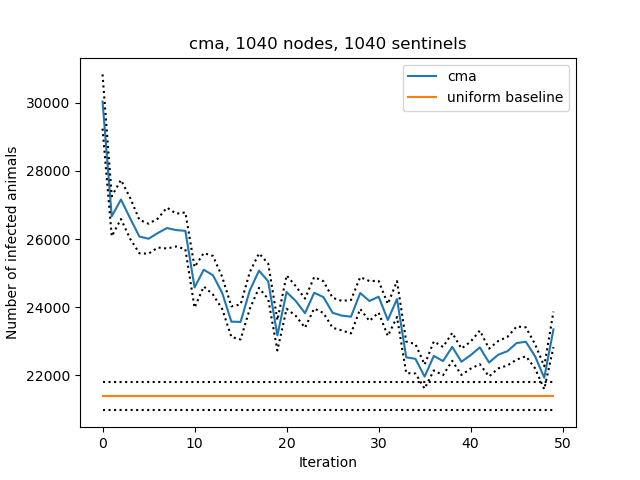 cma, 1040 nodes, 1040 sentinels
cma
uniform baseline
Number of infected animals
30000
28000
26000
24000
22000
0 10 20 30 40 50
Iteration